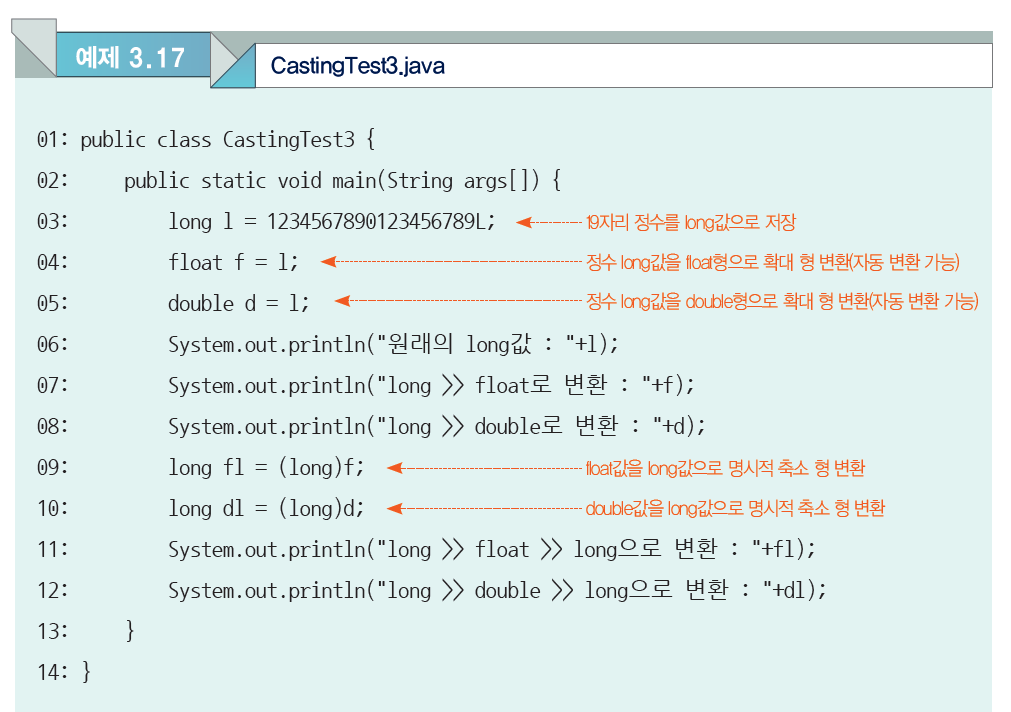 예제 3.17
CastingTest3.java
01: public class CastingTest3 {
02: public static void main(String args[]) {
03: long l = 1234567890123456789L; 19자리 정수를 long값으로 저장
04: float f = l; 정수 long값을 float형으로 확대 형 변환(자동 변환 가능)
05: double d = l; 정수 long값을 double형으로 확대 형 변환(자동 변환 가능)
06: System.out.println("원래의 long값 : "+l);
07: System.out.println("long >> float로 변환 : "+f);
08: System.out.println("long >> double로 변환 : "+d);
09: long fl = (long)f; float값을 long값으로 명시적 축소 형 변환
10: long dl = (long)d; double값을 long값으로 명시적 축소 형 변환
11: System.out.println("long >> float >> long으로 변환 : "+fl);
12: System.out.println("long >> double >> long으로 변환 : "+dl);
13: }
14: }